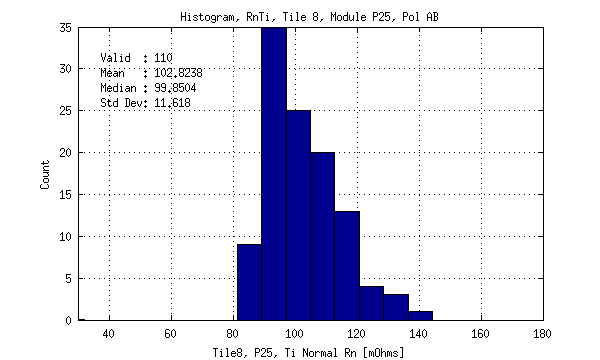 Histogram, RnTi, Tile 8, Module P25, Pol AB
35
30
25
20
15
10
5
0
Valid : 110
Mean : 102.8238
Median : 99.8504
Std Dev: 11.618
Count
40 60 80 100 120 140 160 180
Tile8, P25, Ti Normal Rn [mOhms]